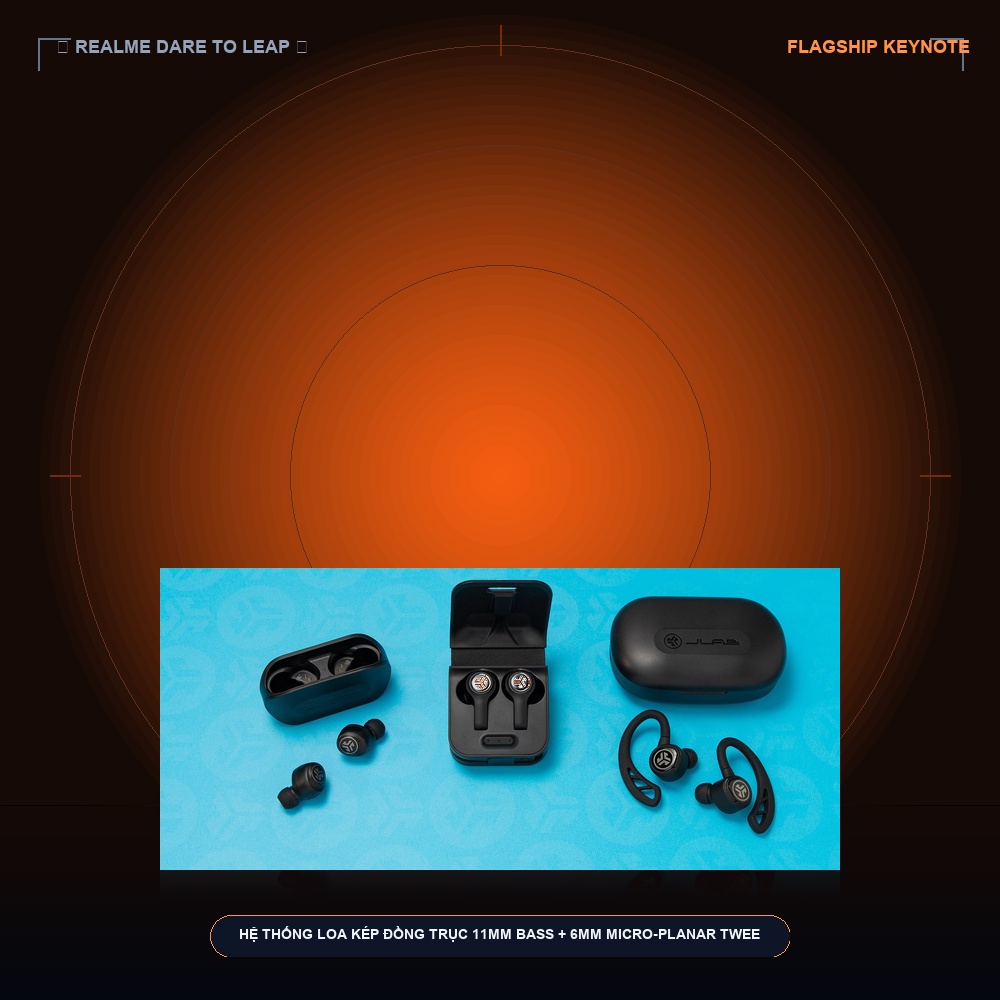 REALME DARE TO LEAP
FLAGSHIP KEYNOTE
JLAB
HỆ THỐNG LOA KÉP ĐỒNG TRỤC 11MM BASS + 6MM MICRO-PLANAR TWEE